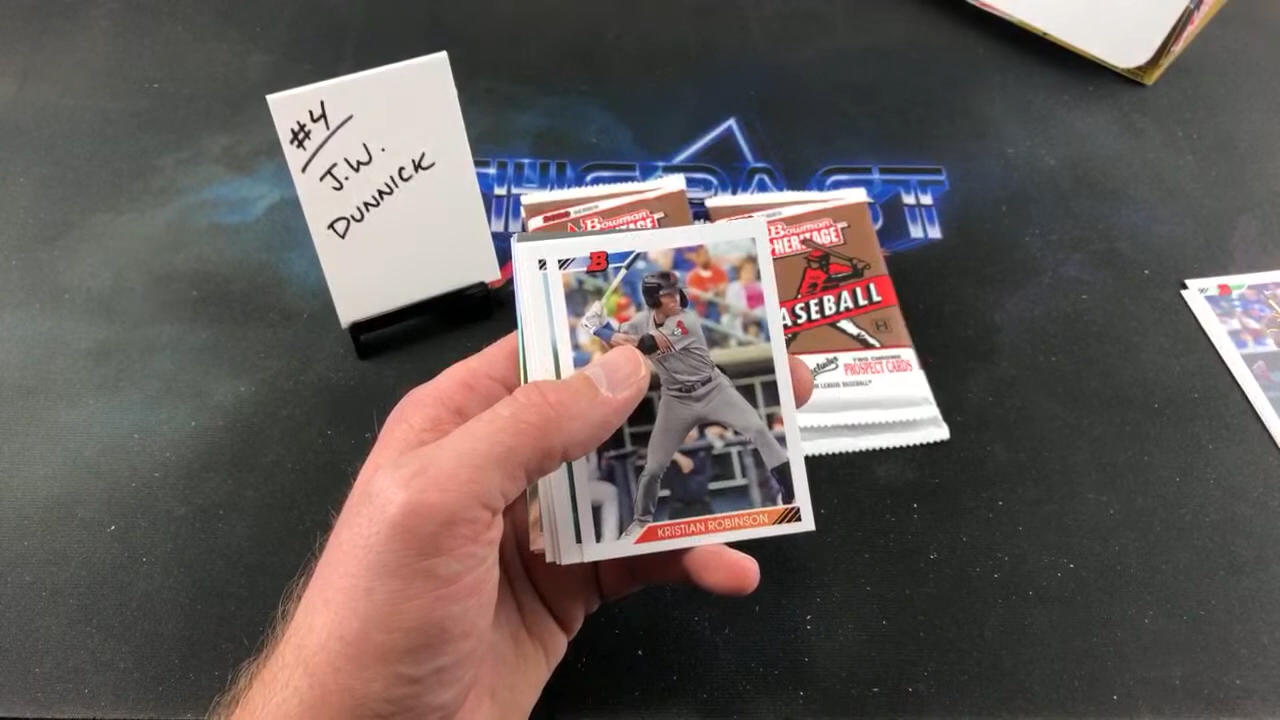 #4
J.W.
DUNNICK
Bowman
HERITAGE
Bowman
HERITAGE
BASEBALL
TWO CHROME
PROSPECT CARDS
B
KRISTIAN ROBINSON